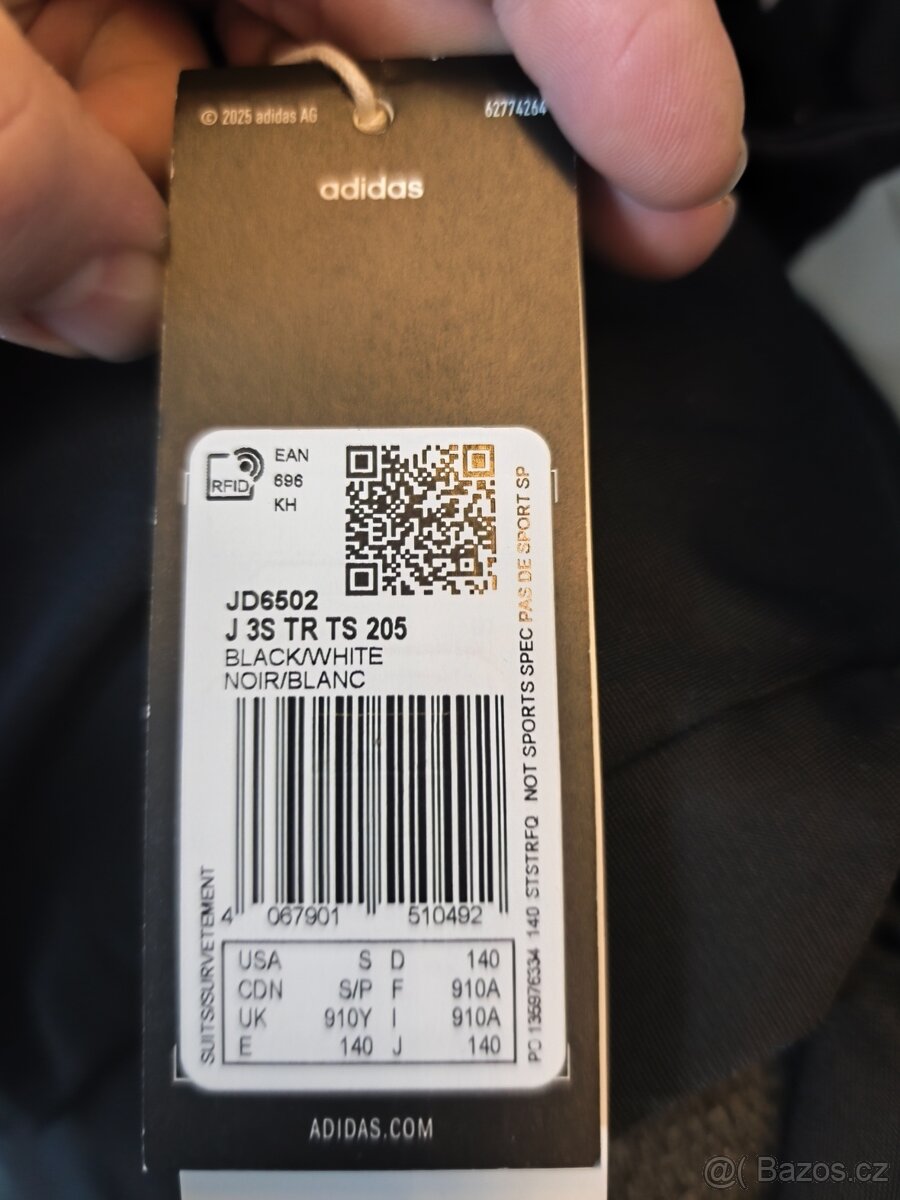 © 2025 adidas AG
62774264
adidas
RFID
EAN
696
KH
JD6502
J 3S TR TS 205
BLACK/WHITE
NOIR/BLANC
4 067901 510492
USA S D 140
CDN S/P F 910A
UK 910Y I 910A
E 140 J 140
SUITS/SURVETEMENT
PO 135976334 140 STSTRFQ NOT SPORTS SPEC PAS DE SPORT SP
ADIDAS.COM
@( Bazos.cz